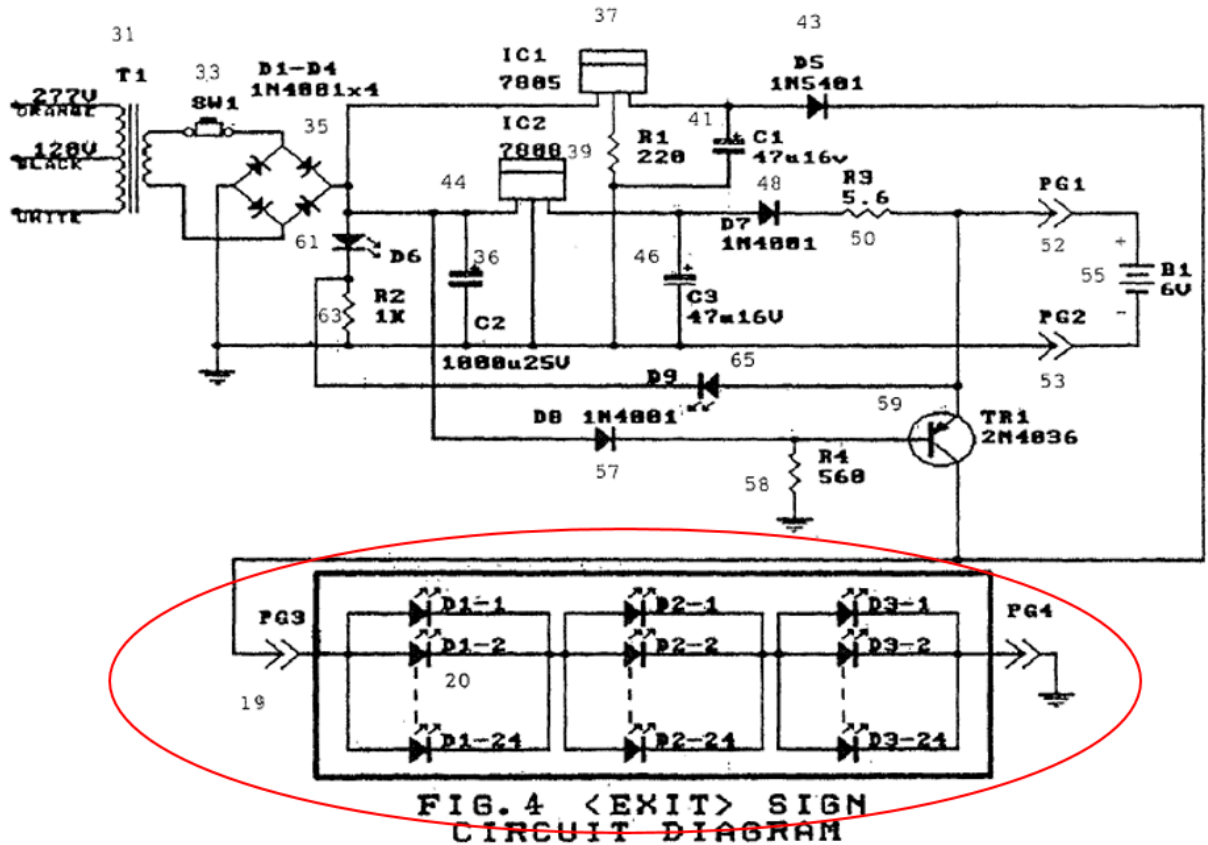 31
37
43
T1
33
D1-D4
1N4001x4
SW1
277V
ORANGE
120V
BLACK
WHITE
35
IC1
7805
IC2
7808
39
R1
220
41
+
C1
47u16v
D5
1N5401
44
48
R3
5.6
50
D7
1N4001
PG1
52
61
D6
36
+
46
+
C3
47u16V
55
+
B1
6V
-
R2
1K
63
C2
1000u25V
PG2
53
65
D9
D8 1N4001
57
59
TR1
2N4036
R4
560
58
PG3
19
D1-1
D1-2
20
D1-24
D2-1
D2-2
D2-24
D3-1
D3-2
D3-24
PG4
FIG.4 <EXIT> SIGN
CIRCUIT DIAGRAM